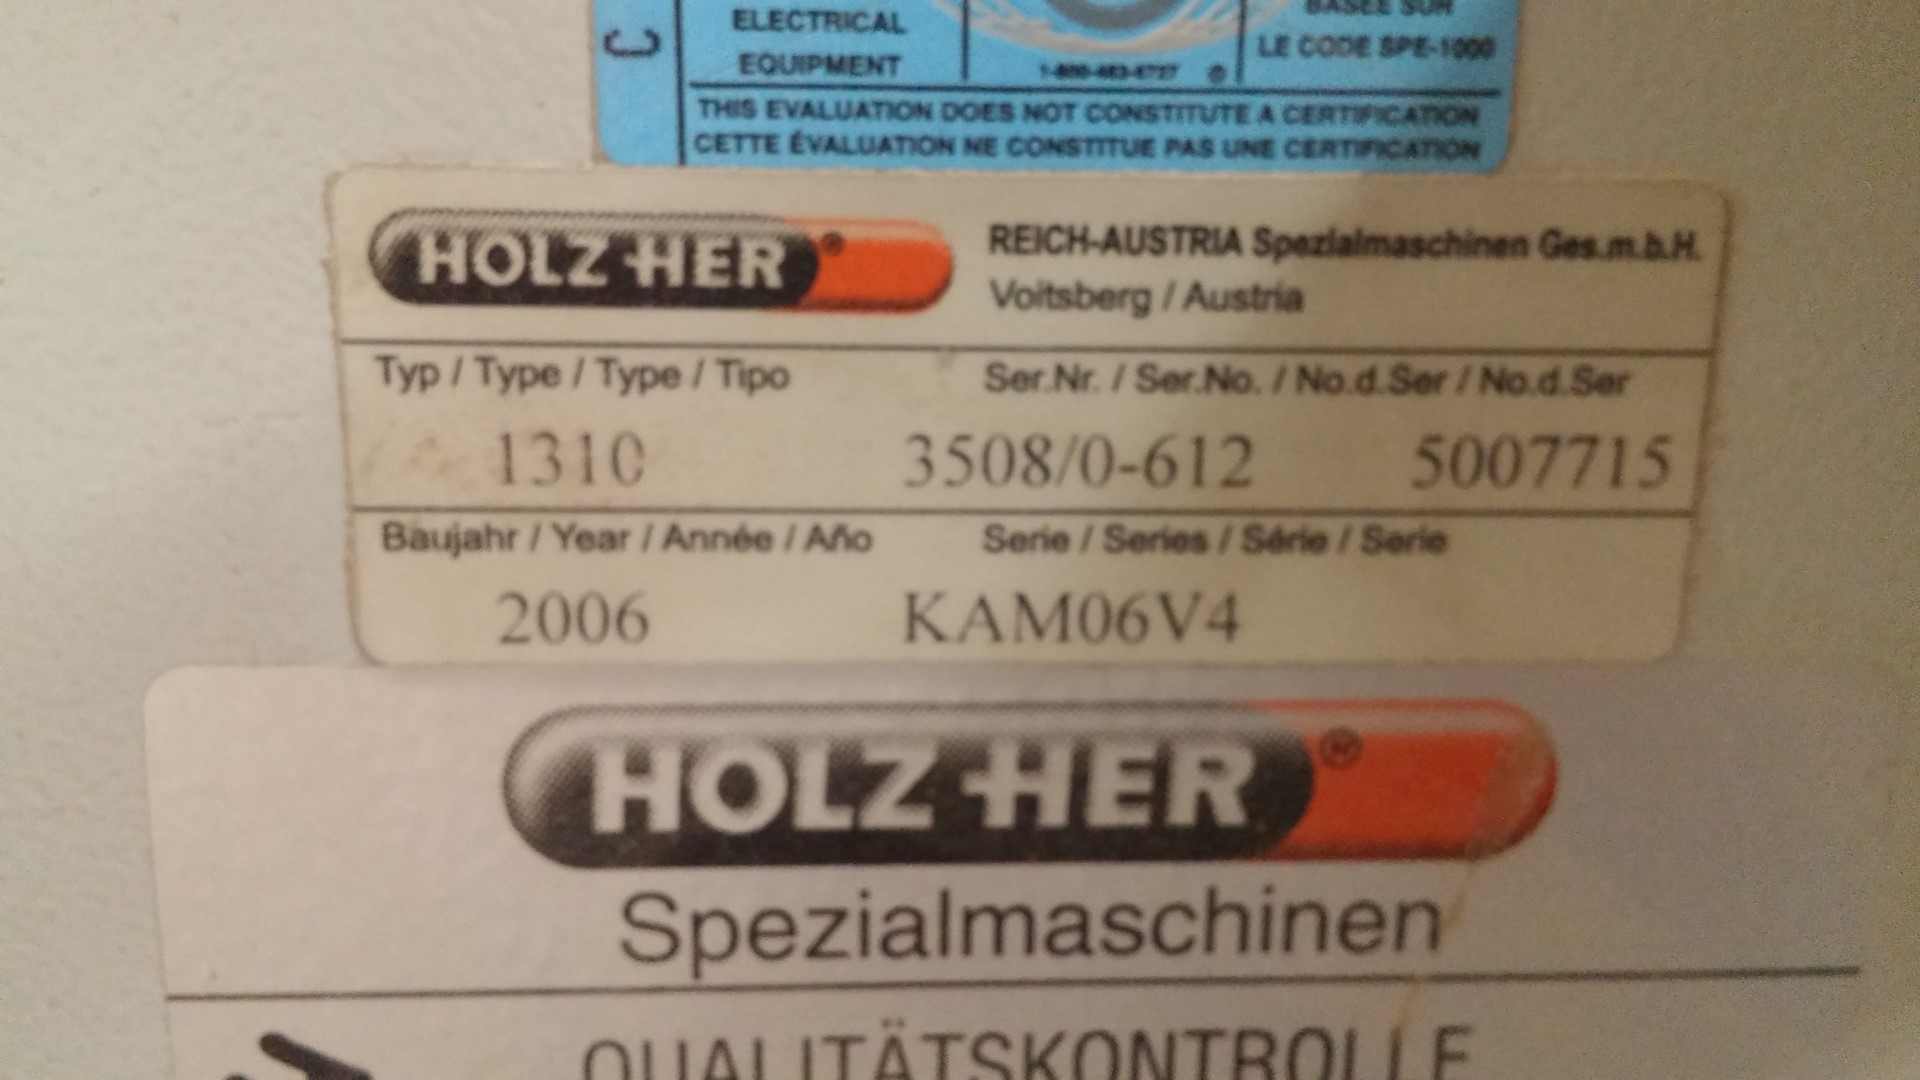 C
ELECTRICAL
EQUIPMENT
BASÉE SUR
LE CODE SPE-1000
THIS EVALUATION DOES NOT CONSTITUTE A CERTIFICATION
CETTE ÉVALUATION NE CONSTITUE PAS UNE CERTIFICATION
HOLZ-HER®
REICH-AUSTRIA Spezialmaschinen Ges.m.b.H.
Voitsberg / Austria
Typ / Type / Type / Tipo
Ser.Nr. / Ser.No. / No.d.Ser / No.d.Ser
1310
3508/0-612 5007715
Baujahr / Year / Année / Año
Serie / Series / Série / Serie
2006
KAM06V4
HOLZ-HER®
Spezialmaschinen
QUALITÄTSKONTROLLE